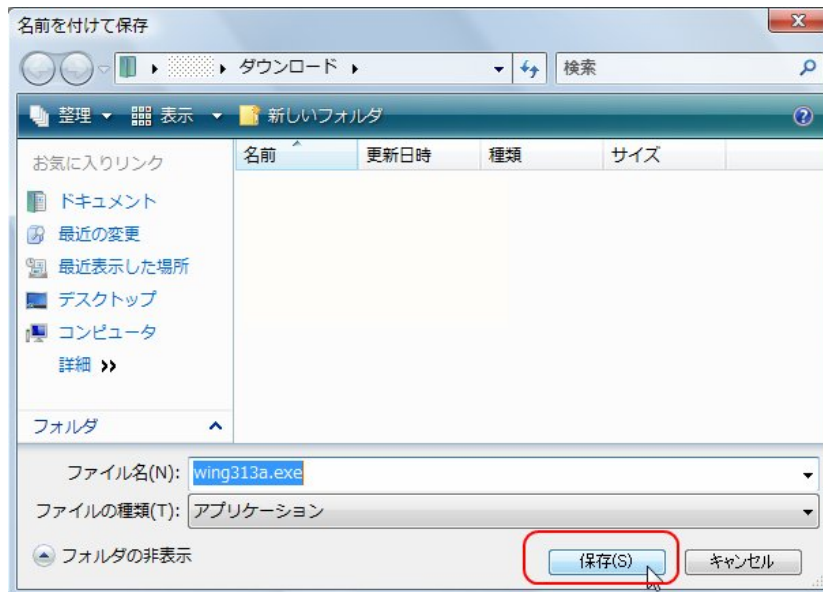 名前を付けて保存
ダウンロード 検索
整理 表示 新しいフォルダ
お気に入りリンク
ドキュメント
最近の変更
最近表示した場所
デスクトップ
コンピュータ
詳細 »
フォルダ
名前 更新日時 種類 サイズ
ファイル名(N): wing313a.exe
ファイルの種類(T): アプリケーション
フォルダの非表示 保存(S) キャンセル